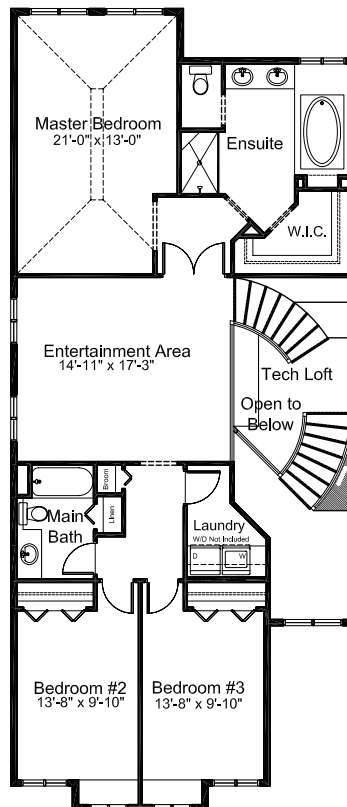 Master Bedroom
21'-0" x 13'-0"
Ensuite
W.I.C.
Entertainment Area
14'-11" x 17'-3"
Tech Loft
Open to
Below
Broom
Linen
Main
Bath
Laundry
W/D Not Included
D
W
Bedroom #2
13'-8" x 9'-10"
Bedroom #3
13'-8" x 9'-10"